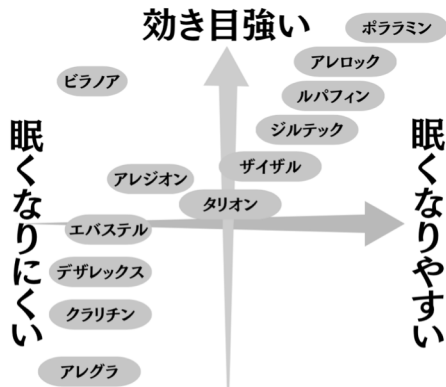 効き目強い
ポララミン
アレロック
ビラノア
ルパフィン
ジルテック
ザイザル
アレジオン
タリオン
エバステル
デザレックス
クラリチン
アレグラ
眠くなりにくい
眠くなりやすい